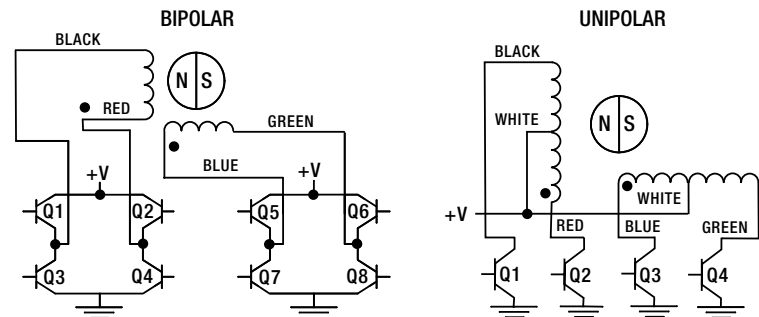 BIPOLAR
BLACK
N S
RED
GREEN
BLUE
+V
+V
Q1
Q2
Q5
Q6
Q3
Q4
Q7
Q8
UNIPOLAR
BLACK
WHITE
N S
WHITE
+V
RED
BLUE
GREEN
Q1
Q2
Q3
Q4